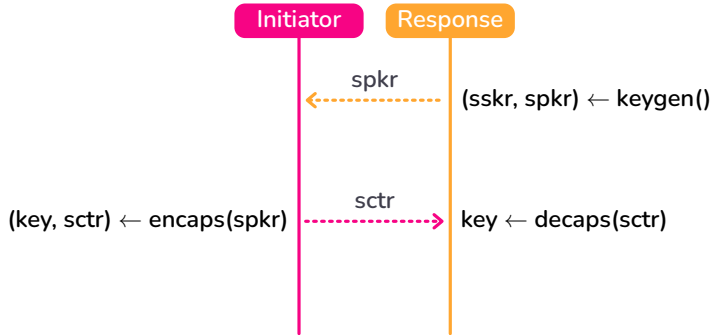 Initiator
Response
spkr
(sskr, spkr) ← keygen()
sctr
(key, sctr) ← encaps(spkr)
key ← decaps(sctr)